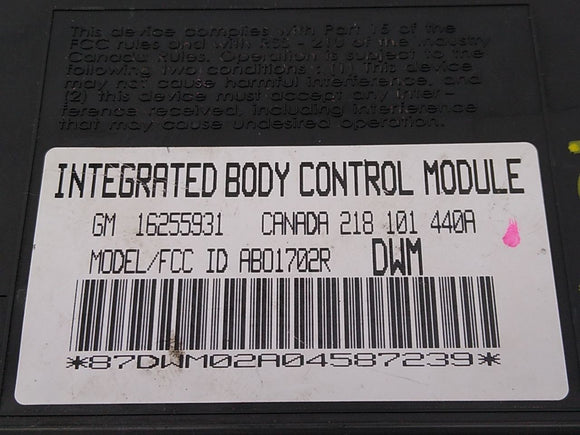 This device complies with Part 15 of the
FCC rules and with RSS - 210 of the Industry
Canada Rules. Operation is subject to the
following two conditions : (1) This device
may not cause harmful interference, and
(2) this device must accept any inter-
ference received, including interference
that may cause undesired operation.
INTEGRATED BODY CONTROL MODULE
GM 16255931 CANADA 218 101 440A
MODEL/FCC ID AB01702R DWM
*87DWM02A04587239*